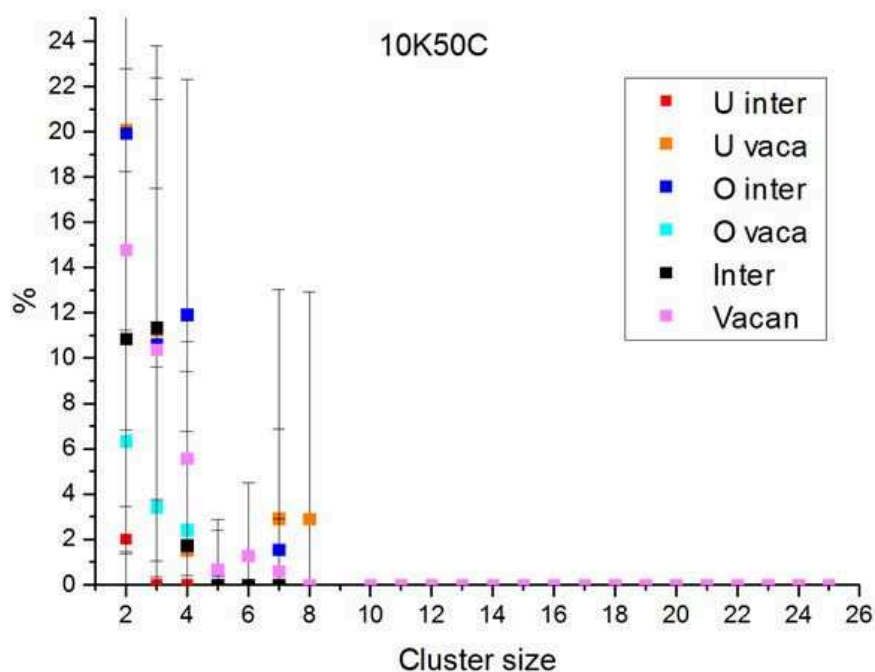 10K50C
24
22
20
18
16
14
12
10
8
6
4
2
0
%
U inter
U vaca
O inter
O vaca
Inter
Vacan
2 4 6 8 10 12 14 16 18 20 22 24 26
Cluster size